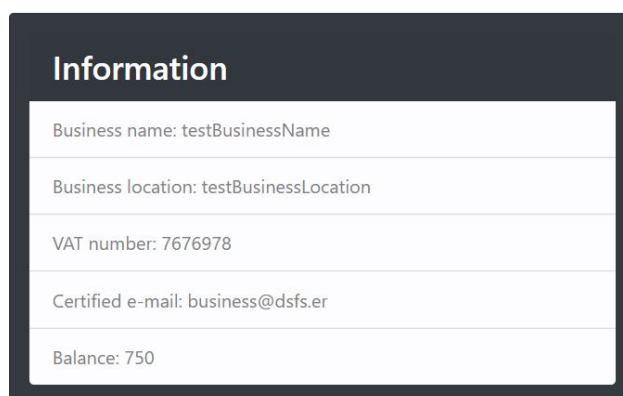 Information
Business name: testBusinessName
Business location: testBusinessLocation
VAT number: 7676978
Certified e-mail: business@dsfs.er
Balance: 750